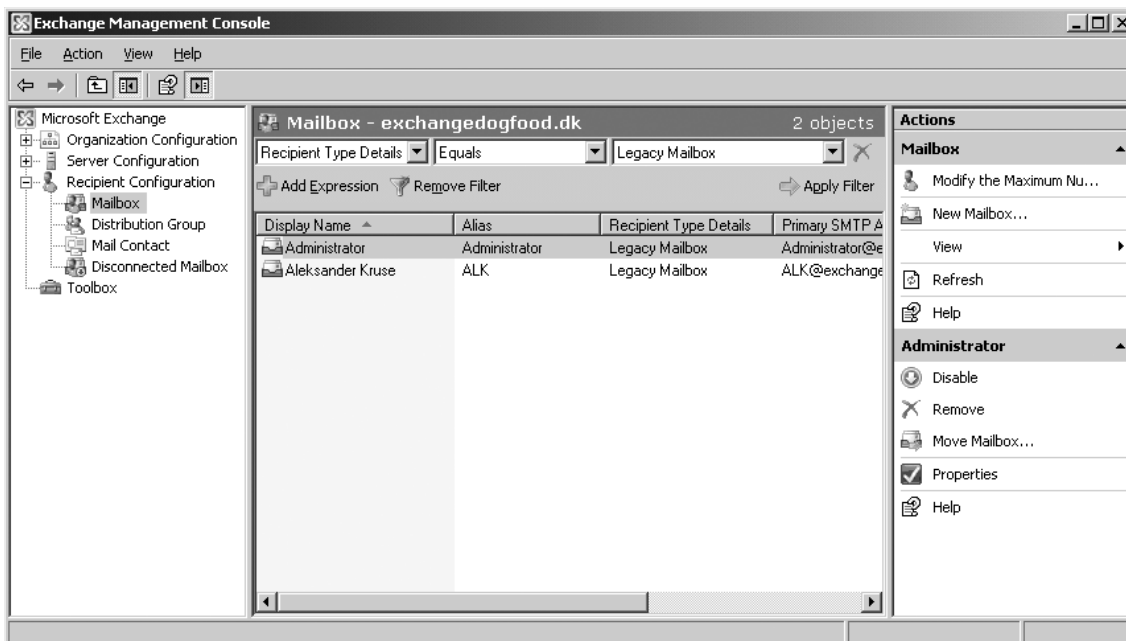 Exchange Management Console
File Action View Help
Microsoft Exchange
Organization Configuration
Server Configuration
Recipient Configuration
Mailbox
Distribution Group
Mail Contact
Disconnected Mailbox
Toolbox
Mailbox - exchangedogfood.dk 2 objects
Recipient Type Details Equals Legacy Mailbox
Add Expression Remove Filter Apply Filter
Display Name Alias Recipient Type Details Primary SMTP A
Administrator Administrator Legacy Mailbox Administrator@e
Aleksander Kruse ALK Legacy Mailbox ALK@exchange
Actions
Mailbox
Modify the Maximum Nu...
New Mailbox...
View
Refresh
Help
Administrator
Disable
Remove
Move Mailbox...
Properties
Help